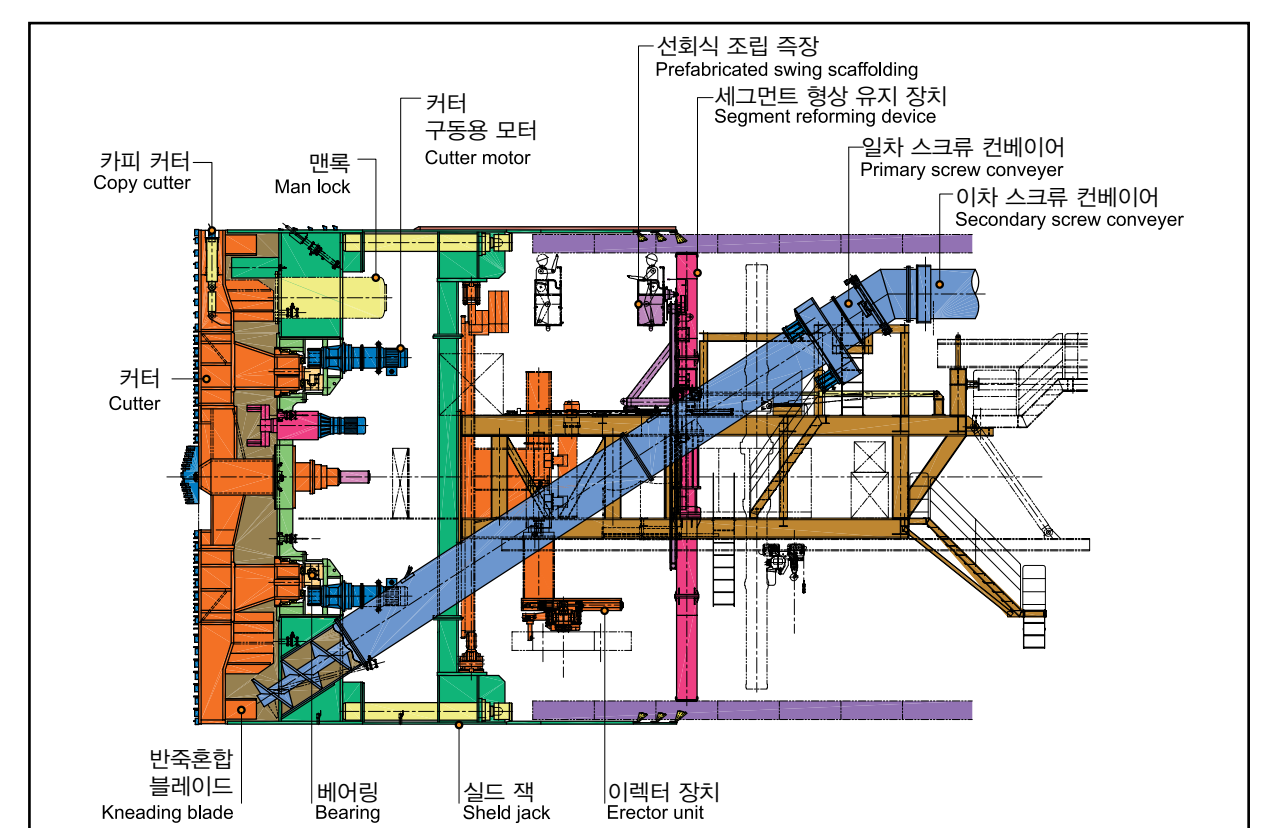 선회식 조립 즉장
Prefabricated swing scaffolding
세그먼트 형상 유지 장치
Segment reforming device
커터
구동용 모터
Cutter motor
일차 스크류 컨베이어
Primary screw conveyer
카피 커터
Copy cutter
맨록
Man lock
이차 스크류 컨베이어
Secondary screw conveyer
커터
Cutter
반죽혼합
블레이드
Kneading blade
베어링
Bearing
실드 잭
Sheld jack
이렉터 장치
Erector unit